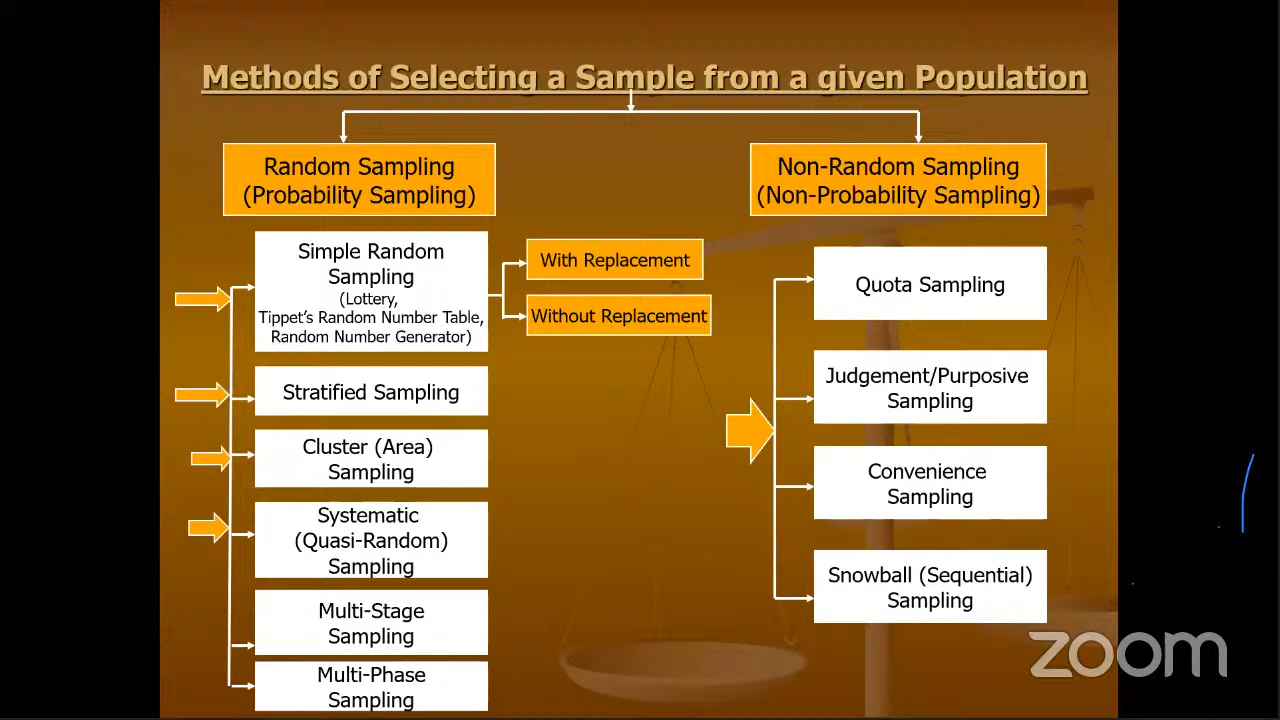 Methods of Selecting a Sample from a given Population
Random Sampling
(Probability Sampling)
Simple Random
Sampling
(Lottery,
Tippet's Random Number Table,
Random Number Generator)
With Replacement
Without Replacement
Stratified Sampling
Cluster (Area)
Sampling
Systematic
(Quasi-Random)
Sampling
Multi-Stage
Sampling
Multi-Phase
Sampling
Non-Random Sampling
(Non-Probability Sampling)
Quota Sampling
Judgement/Purposive
Sampling
Convenience
Sampling
Snowball (Sequential)
Sampling
zoom